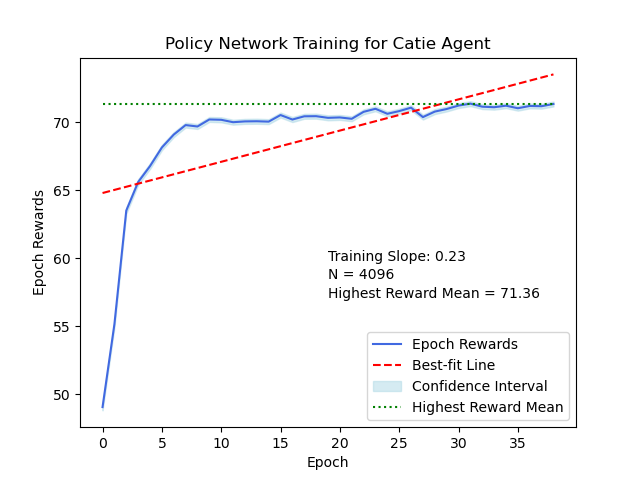 Policy Network Training for Catie Agent
Epoch Rewards
70
65
60
55
50
Training Slope: 0.23
N = 4096
Highest Reward Mean = 71.36
Epoch Rewards
Best-fit Line
Confidence Interval
Highest Reward Mean
0 5 10 15 20 25 30 35
Epoch